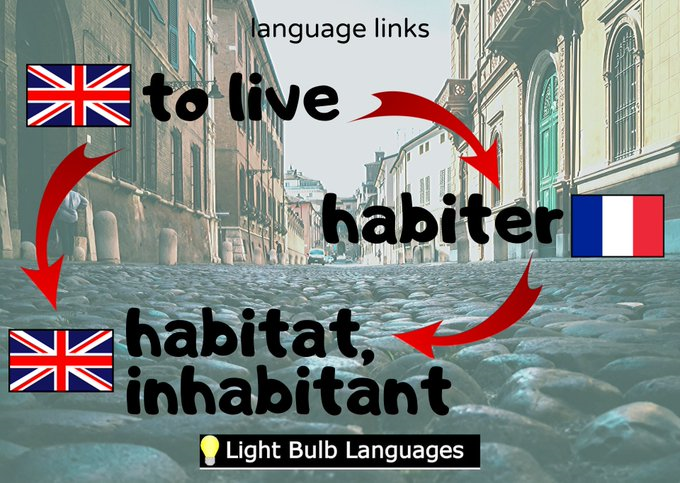 language links
to live
habiter
habitat,
inhabitant
Light Bulb Languages